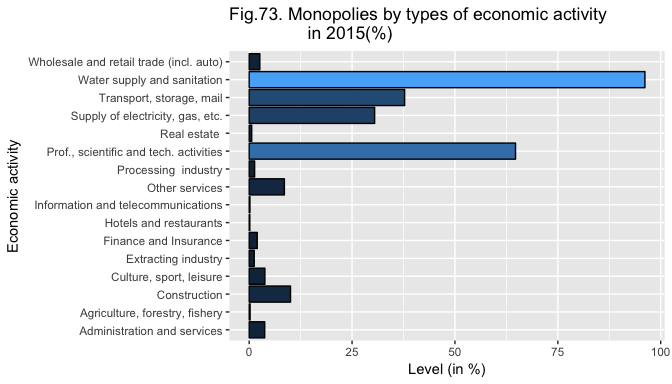 Fig.73. Monopolies by types of economic activity
in 2015(%)
Wholesale and retail trade (incl. auto)
Water supply and sanitation
Transport, storage, mail
Supply of electricity, gas, etc.
Real estate
Prof., scientific and tech. activities
Processing  industry
Other services
Information and telecommunications
Hotels and restaurants
Finance and Insurance
Extracting industry
Culture, sport, leisure
Construction
Agriculture, forestry, fishery
Administration and services
Economic activity
0 25 50 75 100
Level (in %)